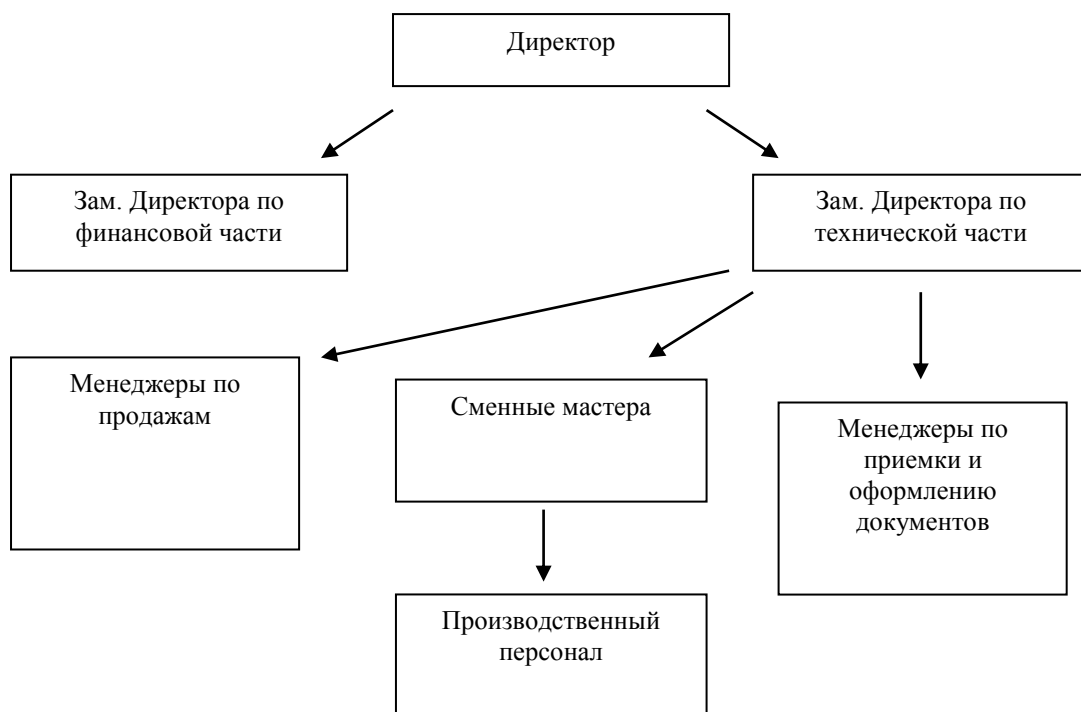 Директор
Зам. Директора по
финансовой части
Зам. Директора по
технической части
Менеджеры по
продажам
Сменные мастера
Менеджеры по
приемки и
оформлению
документов
Производственный
персонал